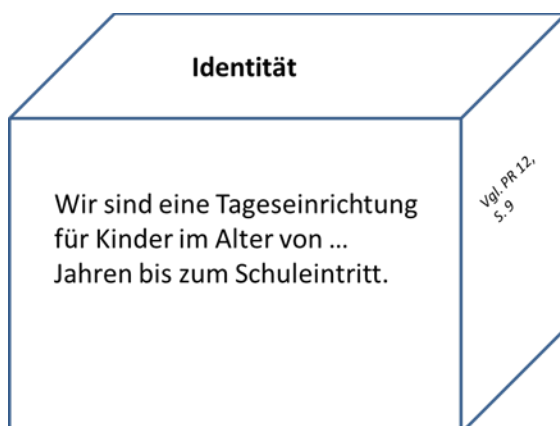 Identität
Wir sind eine Tageseinrichtung
für Kinder im Alter von ...
Jahren bis zum Schuleintritt.
Vgl. PR 12,
S. 9